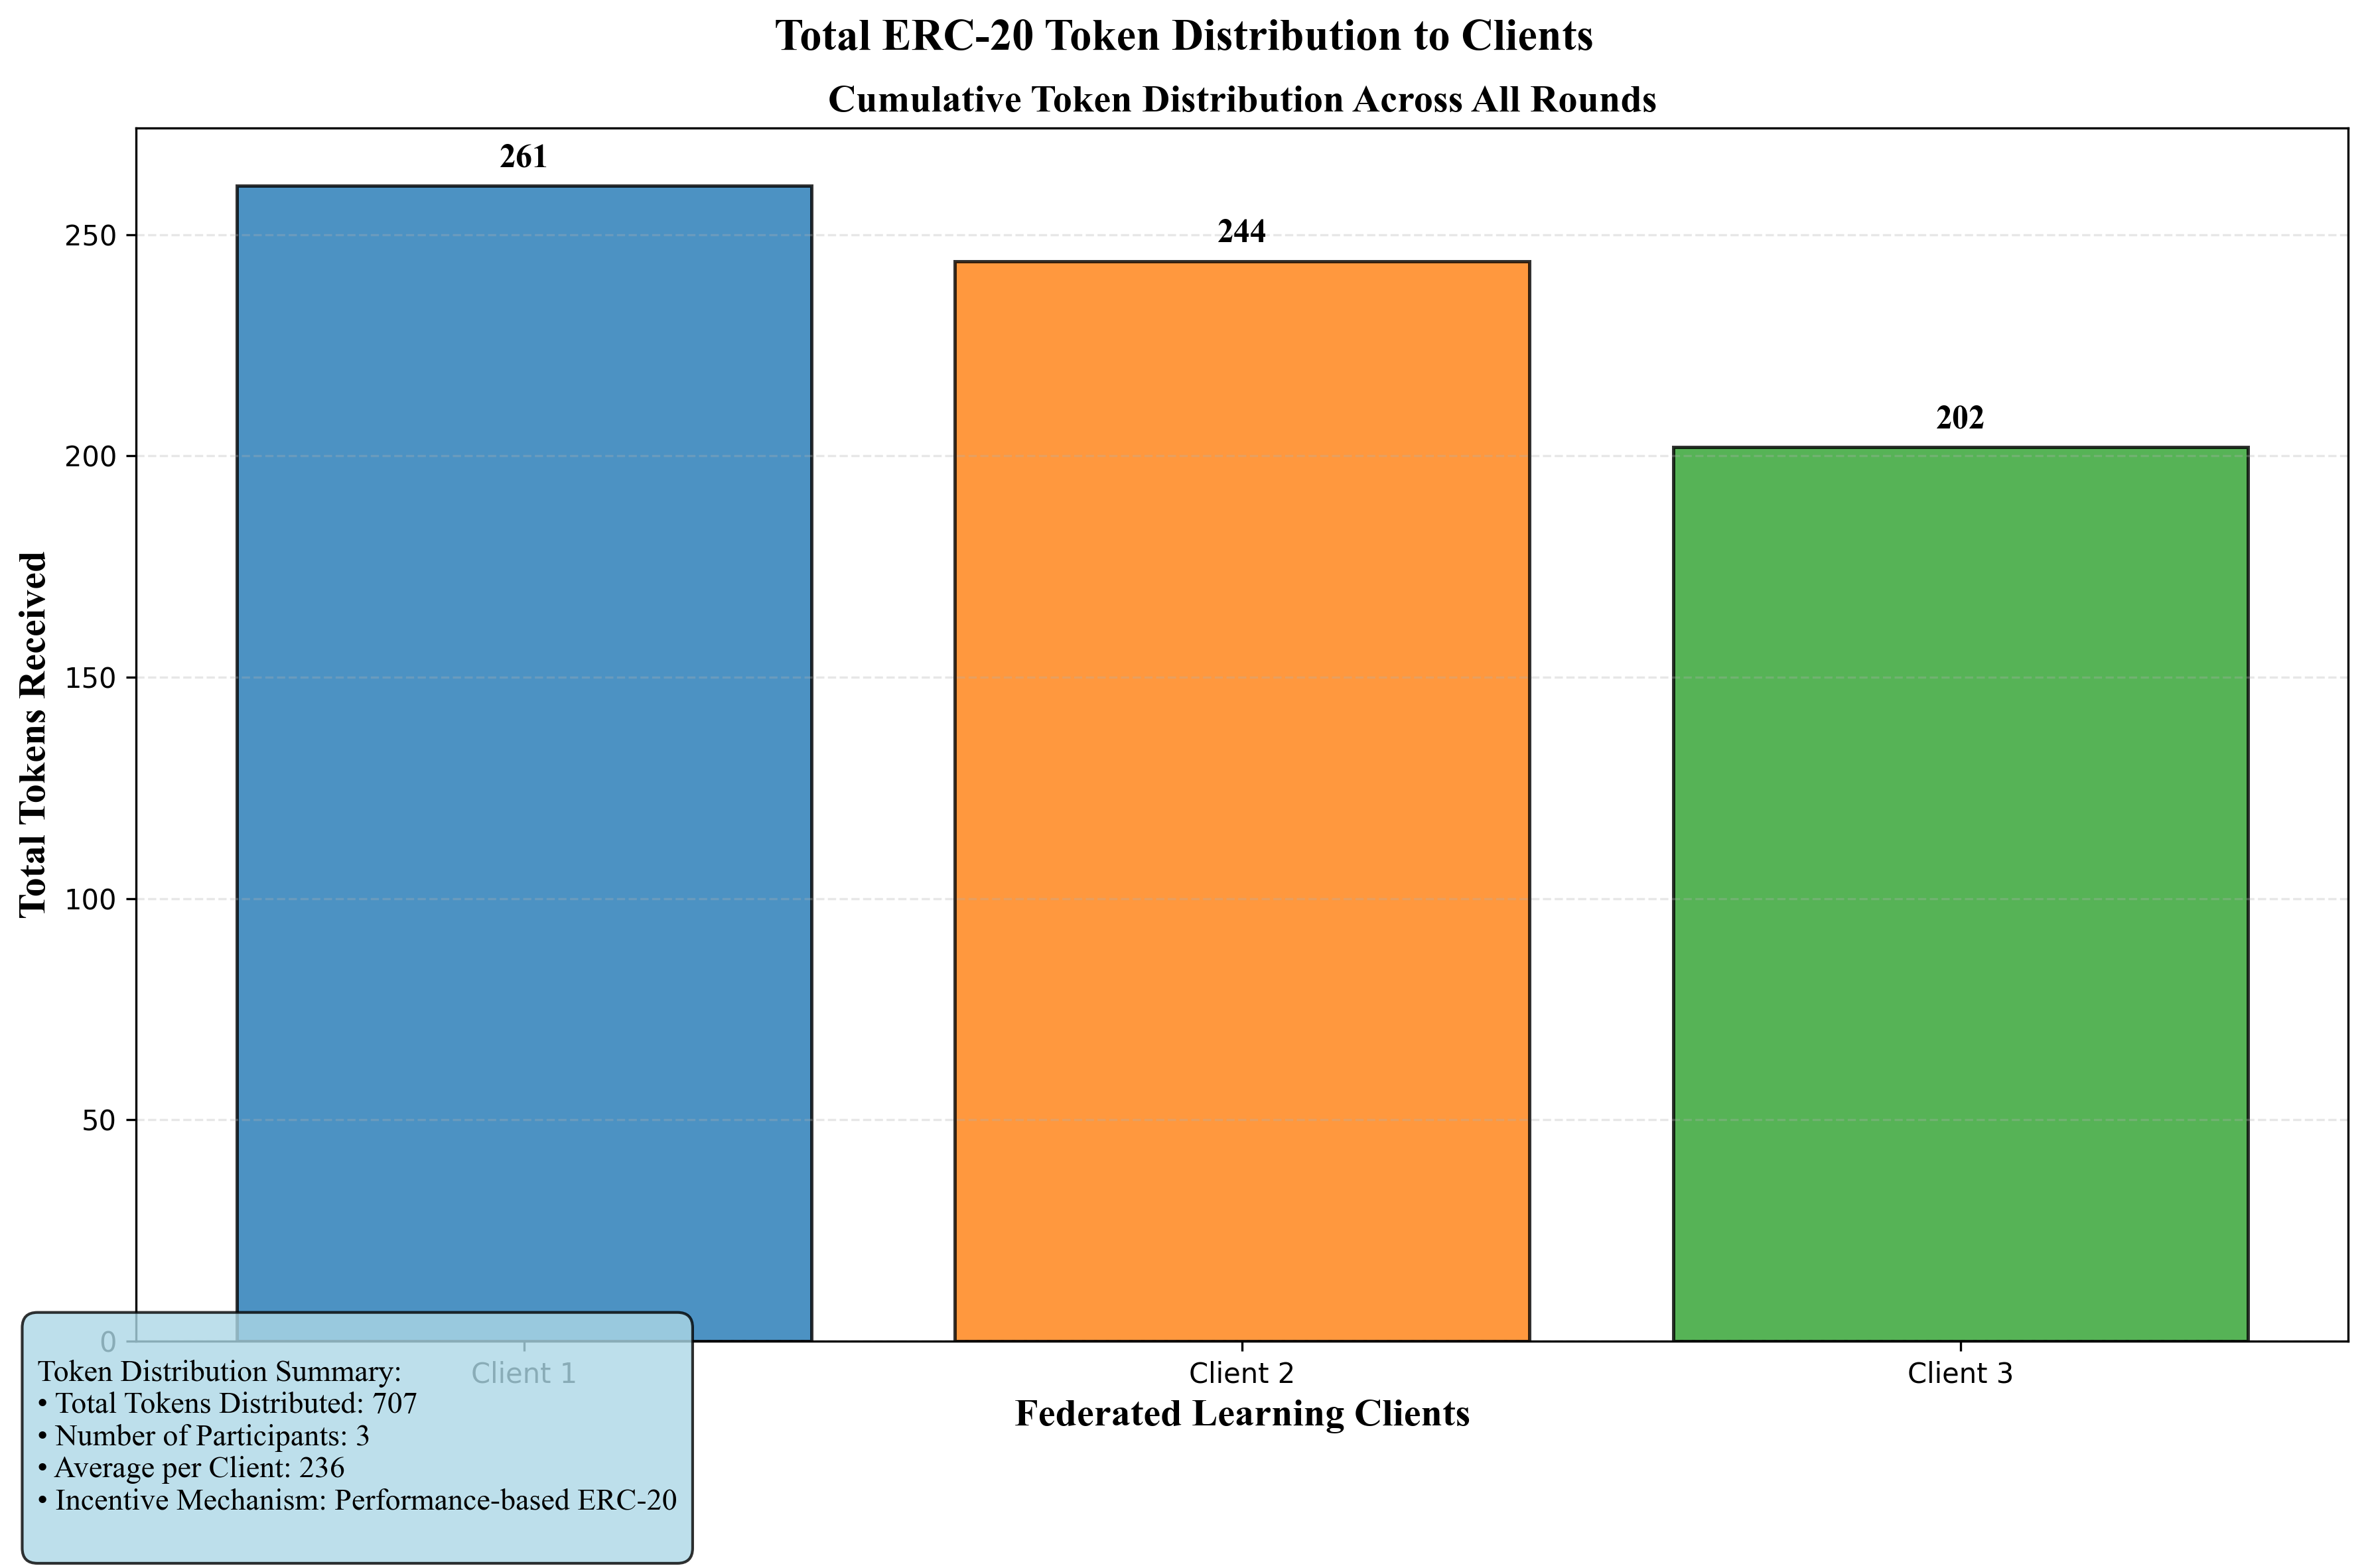 Total ERC-20 Token Distribution to Clients
Cumulative Token Distribution Across All Rounds
261
244
202
250
200
150
100
50
0
Total Tokens Received
Client 1
Client 2
Client 3
Federated Learning Clients
Token Distribution Summary:
• Total Tokens Distributed: 707
• Number of Participants: 3
• Average per Client: 236
• Incentive Mechanism: Performance-based ERC-20